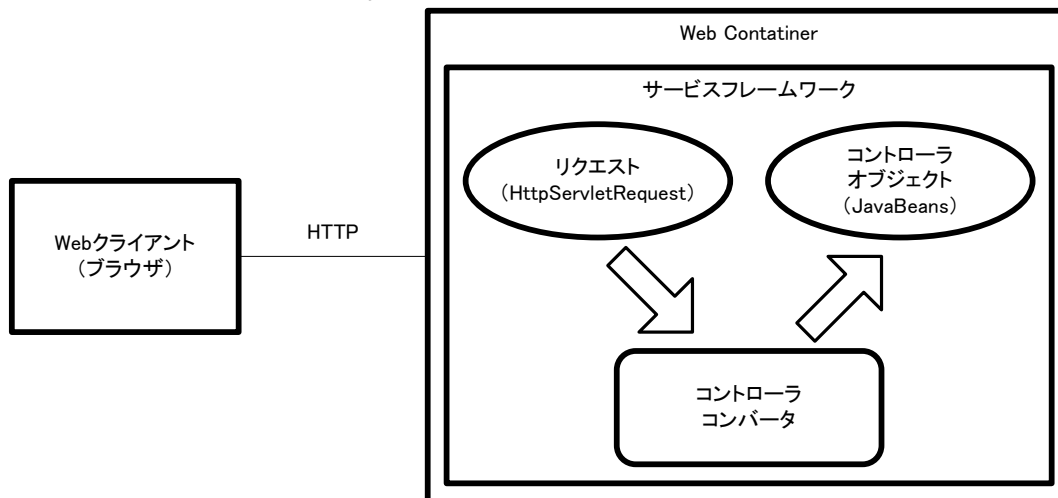 Web Contatiner
サービスフレームワーク
リクエスト
（HttpServletRequest）
コントローラ
オブジェクト
（JavaBeans）
Webクライアント
（ブラウザ）
HTTP
コントローラ
コンバータ